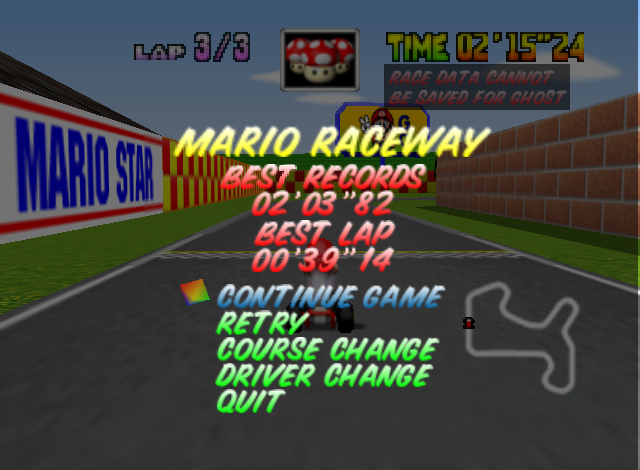 LAP 3/3
TIME 02'15"24
RACE DATA CANNOT
BE SAVED FOR GHOST
G
MARIO STAR
MARIO RACEWAY
BEST RECORDS
02'03"82
BEST LAP
00'39"14
CONTINUE GAME
RETRY
COURSE CHANGE
DRIVER CHANGE
QUIT